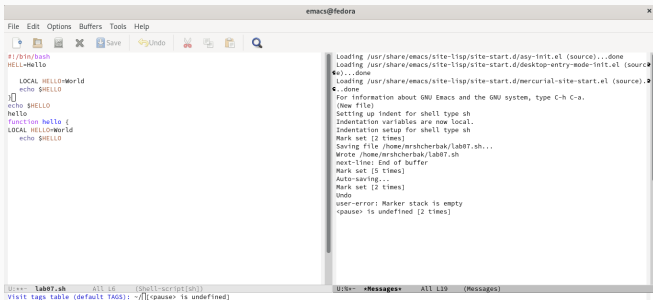 emacs@fedora
File Edit Options Buffers Tools Help
Save Undo
#!/bin/bash
HELL=Hello
LOCAL HELLO=World
echo $HELLO
}
echo $HELLO
hello
function hello {
LOCAL HELLO=World
echo $HELLO
U:**- lab07.sh All L6 (Shell-script[sh])
Loading /usr/share/emacs/site-lisp/site-start.d/asy-init.el (source)...done
Loading /usr/share/emacs/site-lisp/site-start.d/desktop-entry-mode-init.el (sourc
e)...done
Loading /usr/share/emacs/site-lisp/site-start.d/mercurial-site-start.el (source).
..done
For information about GNU Emacs and the GNU system, type C-h C-a.
(New file)
Setting up indent for shell type sh
Indentation variables are now local.
Indentation setup for shell type sh
Mark set [2 times]
Saving file /home/mrshcherbak/lab07.sh...
Wrote /home/mrshcherbak/lab07.sh
next-line: End of buffer
Mark set [5 times]
Auto-saving...
Mark set [2 times]
Undo
user-error: Marker stack is empty
<pause> is undefined [2 times]
U:%*- *Messages* All L19 (Messages)
Visit tags table (default TAGS): ~/[<pause> is undefined]